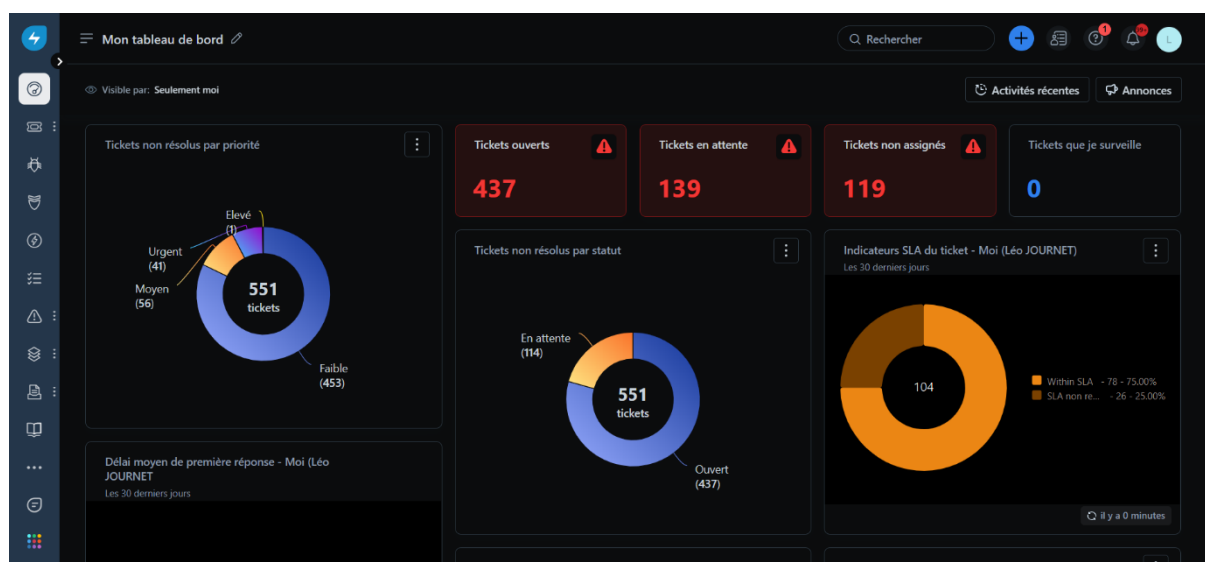 Mon tableau de bord
Rechercher
1
L
Visible par: Seulement moi
Activités récentes
Annonces
Tickets non résolus par priorité
Elevé
(1)
Urgent
(41)
Moyen
(56)
551
tickets
Faible
(453)
Tickets ouverts
437
Tickets en attente
139
Tickets non assignés
119
Tickets que je surveille
0
Tickets non résolus par statut
En attente
(114)
551
tickets
Ouvert
(437)
Indicateurs SLA du ticket - Moi (Léo JOURNET)
Les 30 derniers jours
104
Within SLA - 78 - 75.00%
SLA non re... - 26 - 25.00%
il y a 0 minutes
Délai moyen de première réponse - Moi (Léo
JOURNET
Les 30 derniers jours